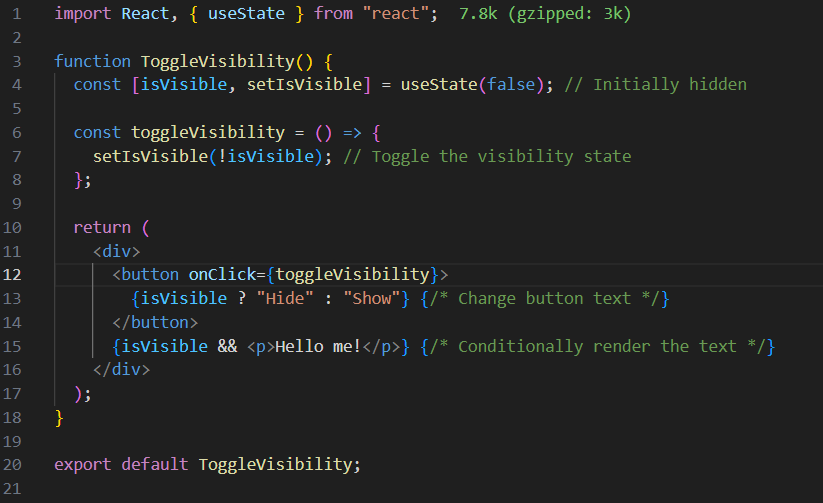 1 import React, { useState } from "react"; 7.8k (gzipped: 3k)
2
3 function ToggleVisibility() {
4   const [isVisible, setIsVisible] = useState(false); // Initially hidden
5
6   const toggleVisibility = () => {
7     setIsVisible(!isVisible); // Toggle the visibility state
8   };
9
10   return (
11     <div>
12       <button onClick={toggleVisibility}>
13         {isVisible ? "Hide" : "Show"} {/* Change button text */}
14       </button>
15       {isVisible && <p>Hello me!</p>} {/* Conditionally render the text */}
16     </div>
17   );
18 }
19
20 export default ToggleVisibility;
21